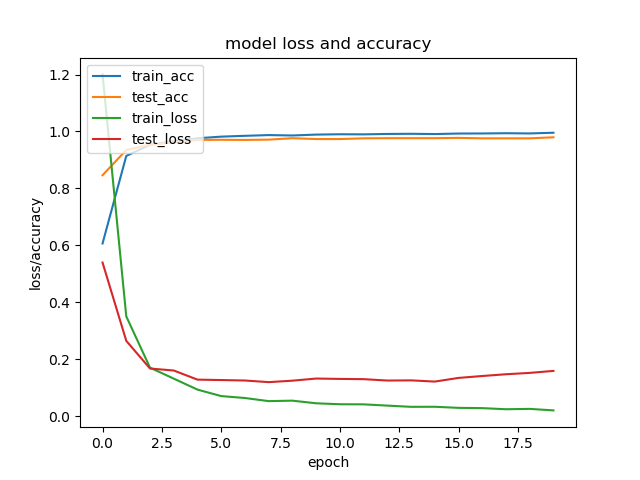 model loss and accuracy
train_acc
test_acc
train_loss
test_loss
1.2
1.0
0.8
0.6
0.4
0.2
0.0
loss/accuracy
0.0 2.5 5.0 7.5 10.0 12.5 15.0 17.5
epoch